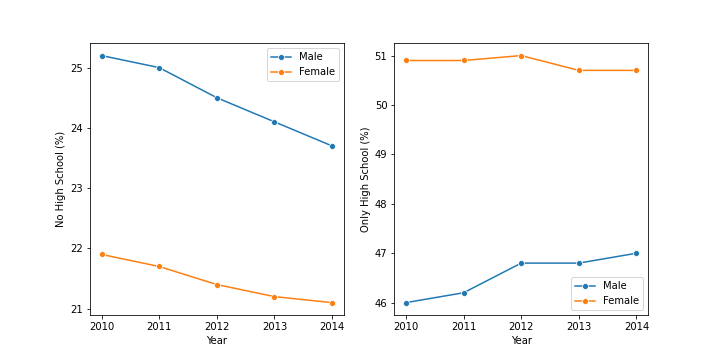 Male
Female
25
24
23
22
21
No High School (%)
2010 2011 2012 2013 2014
Year
51
50
49
48
47
46
Only High School (%)
Male
Female
2010 2011 2012 2013 2014
Year